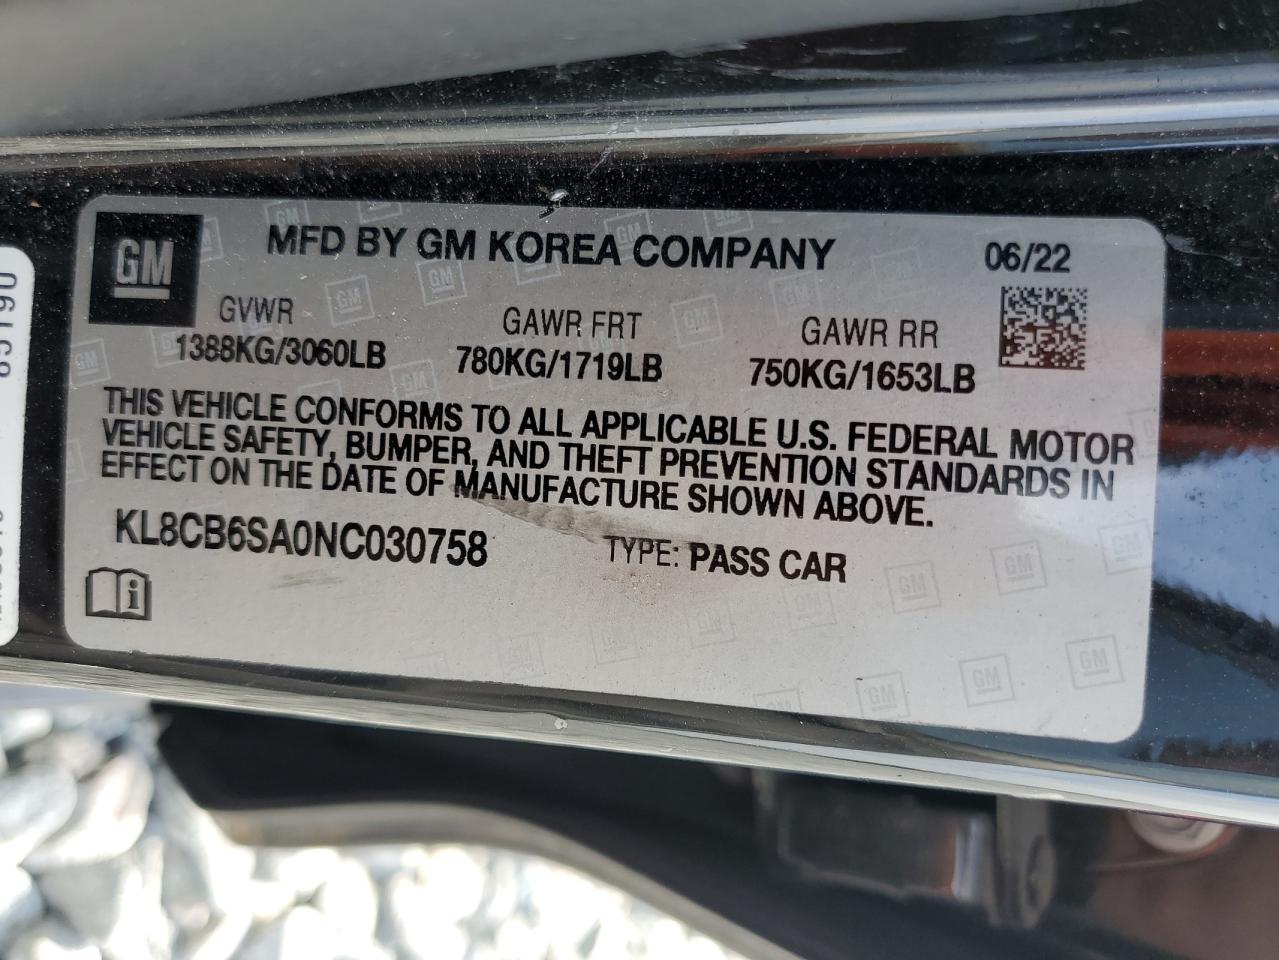 GM
MFD BY GM KOREA COMPANY
06/22
GVWR
1388KG/3060LB
GAWR FRT
780KG/1719LB
GAWR RR
750KG/1653LB
THIS VEHICLE CONFORMS TO ALL APPLICABLE U.S. FEDERAL MOTOR
VEHICLE SAFETY, BUMPER, AND THEFT PREVENTION STANDARDS IN
EFFECT ON THE DATE OF MANUFACTURE SHOWN ABOVE.
KL8CB6SA0NC030758
TYPE: PASS CAR